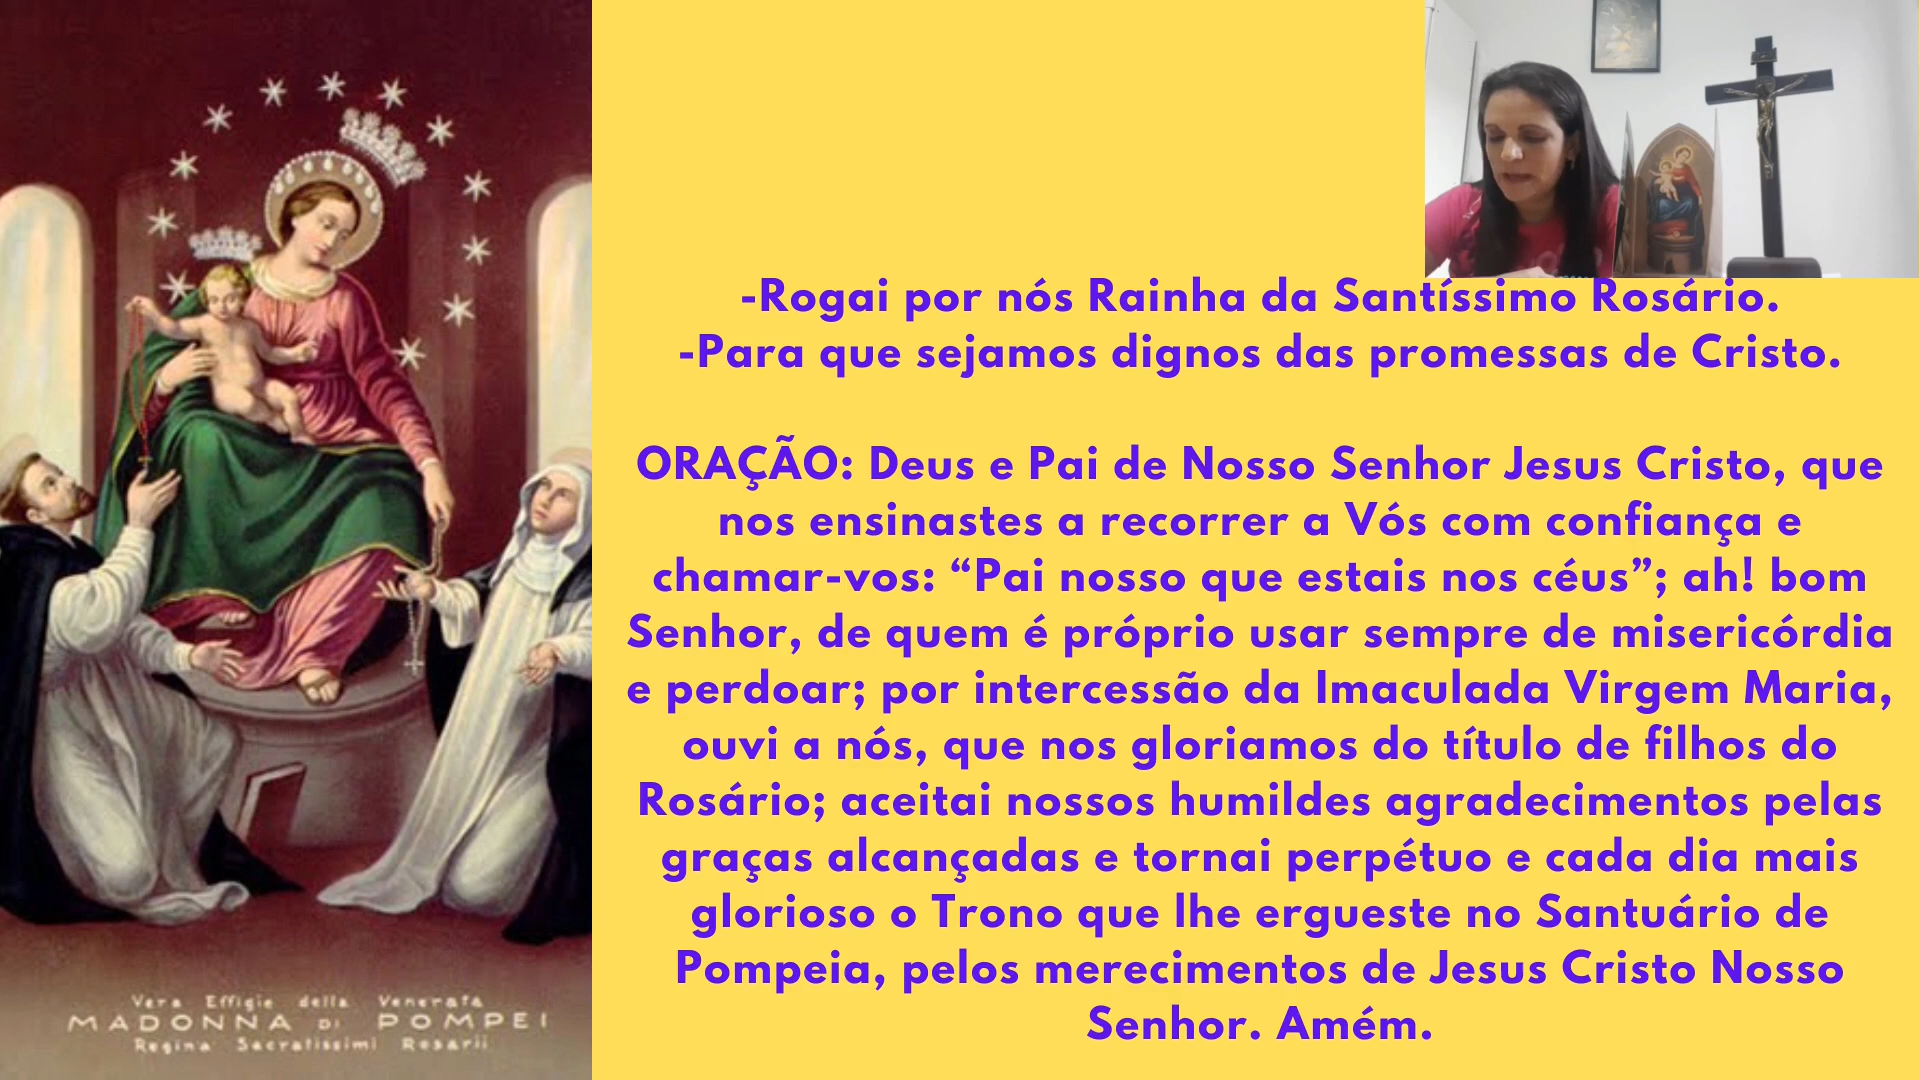 -Rogai por nós Rainha da Santíssimo Rosário.
-Para que sejamos dignos das promessas de Cristo.
ORAÇÃO: Deus e Pai de Nosso Senhor Jesus Cristo, que
nos ensinastes a recorrer a Vós com confiança e
chamar-vos: “Pai nosso que estais nos céus”; ah! bom
Senhor, de quem é próprio usar sempre de misericórdia
e perdoar; por intercessão da Imaculada Virgem Maria,
ouvi a nós, que nos gloriamos do título de filhos do
Rosário; aceitai nossos humildes agradecimentos pelas
graças alcançadas e tornai perpétuo e cada dia mais
glorioso o Trono que lhe ergueste no Santuário de
Pompeia, pelos merecimentos de Jesus Cristo Nosso
Senhor. Amém.
Vera Effigie della Venerata
MADONNA DI POMPEI
Regina Sacratissimi Rosarii